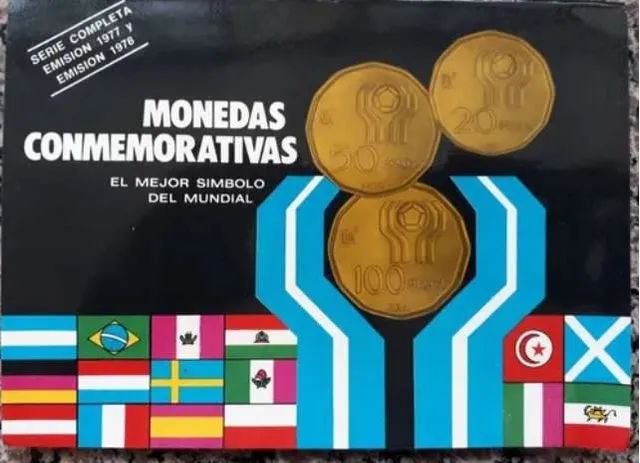 SERIE COMPLETA
EMISION 1977 y
EMISION 1978
MONEDAS
CONMEMORATIVAS
EL MEJOR SIMBOLO
DEL MUNDIAL
50
20
100